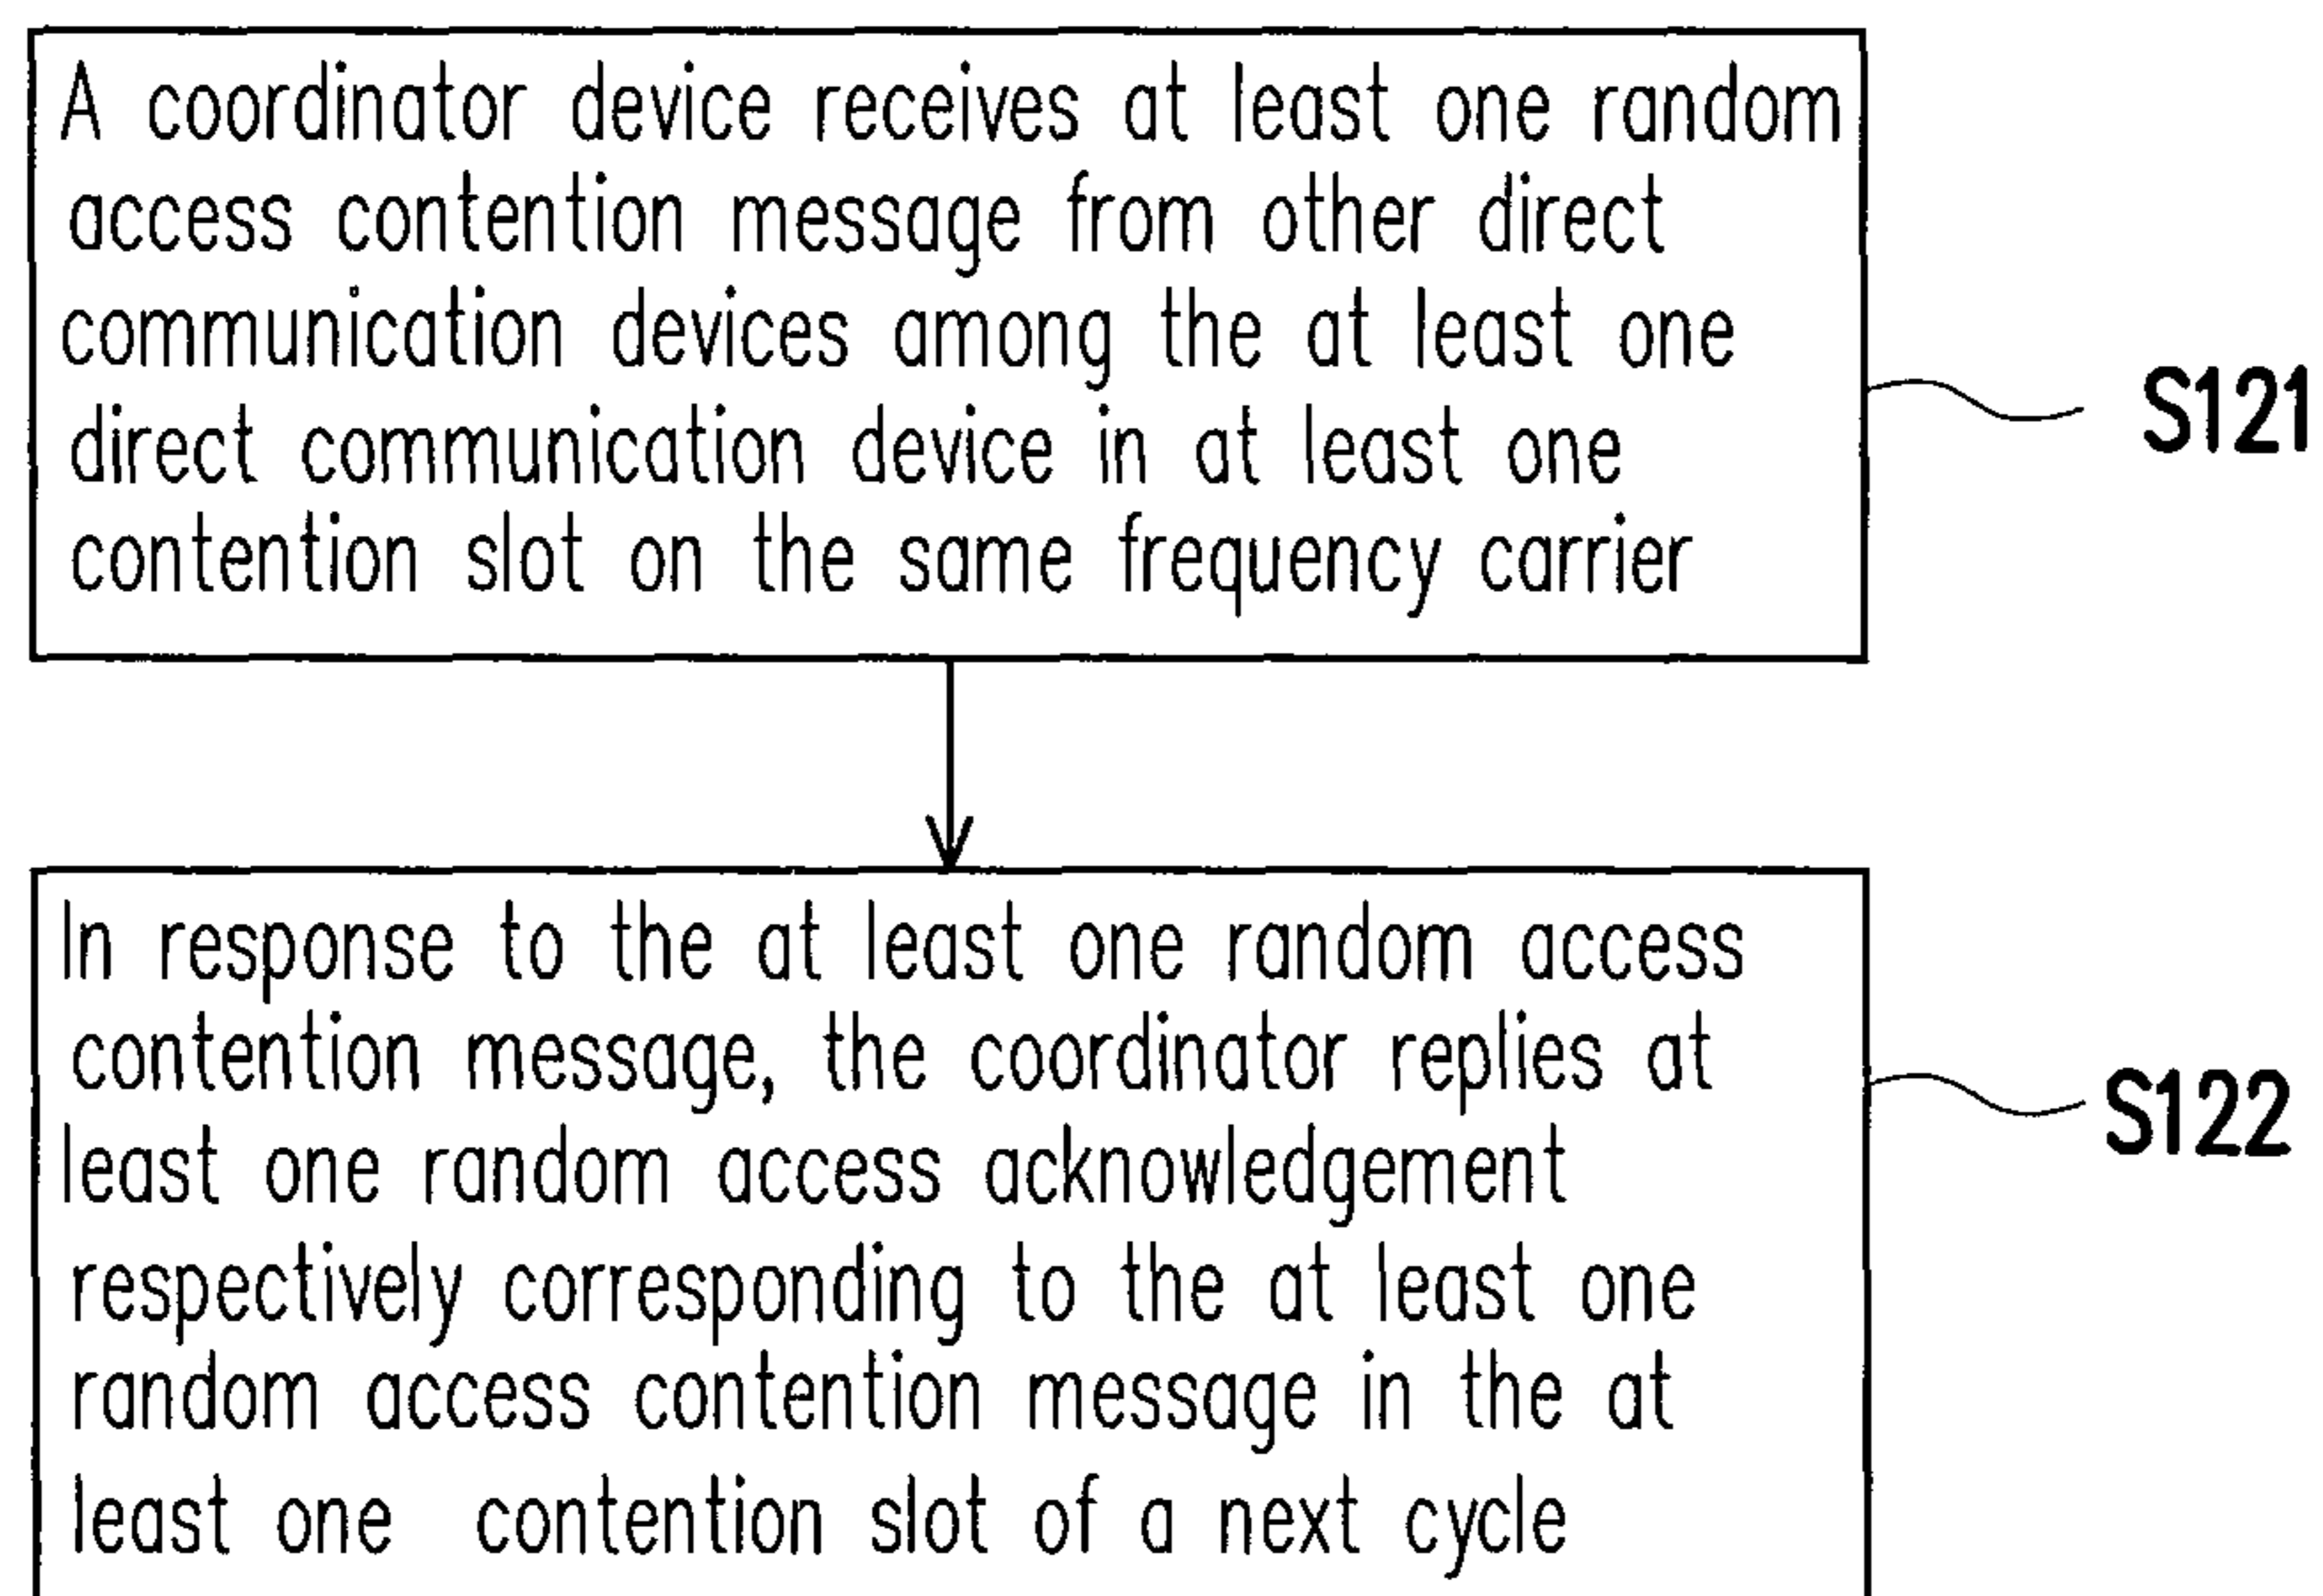 A coordinator device receives at least one random
access contention message from other direct
communication devices among the at least one
direct communication device in at least one
contention slot on the same frequency carrier
S121
In response to the at least one random access
contention message, the coordinator replies at
least one random access acknowledgement
respectively corresponding to the at least one
random access contention message in the at
least one contention slot of a next cycle
S122